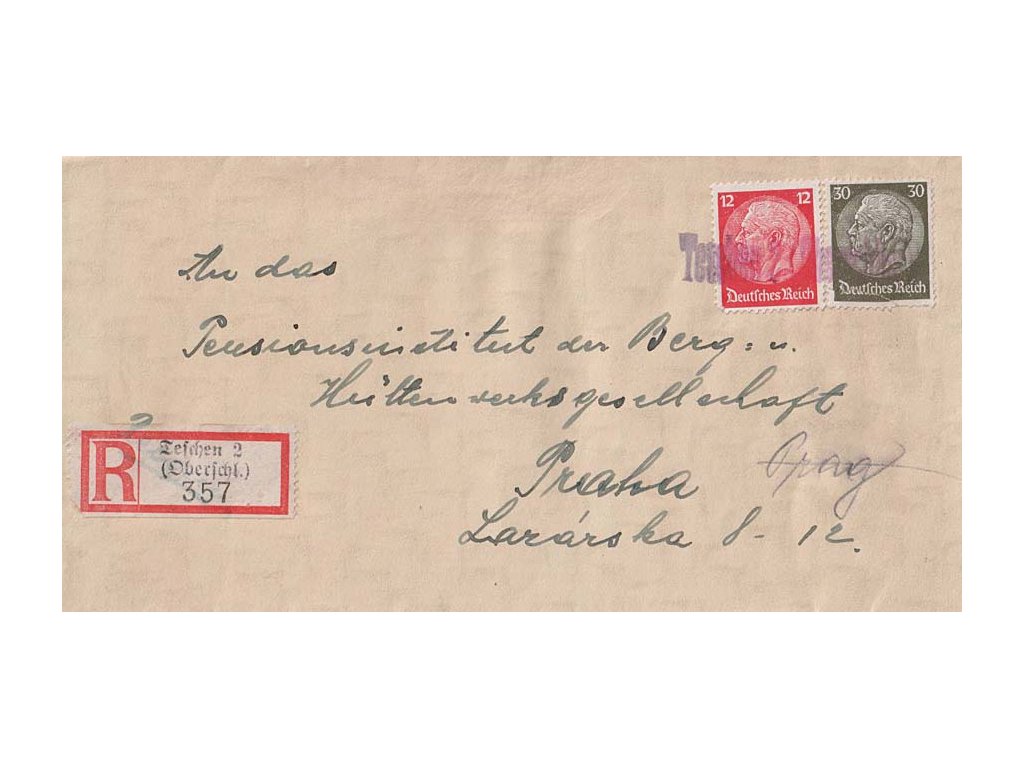 12 12
Deutsches Reich
30 30
Deutsches Reich
An das
Pensionsinstitut der Berg- u.
Hüttenwerksgesellschaft
Praha
Prag
Lazárska 8 - 12.
R
Teschen 2
(Oberschl.)
357